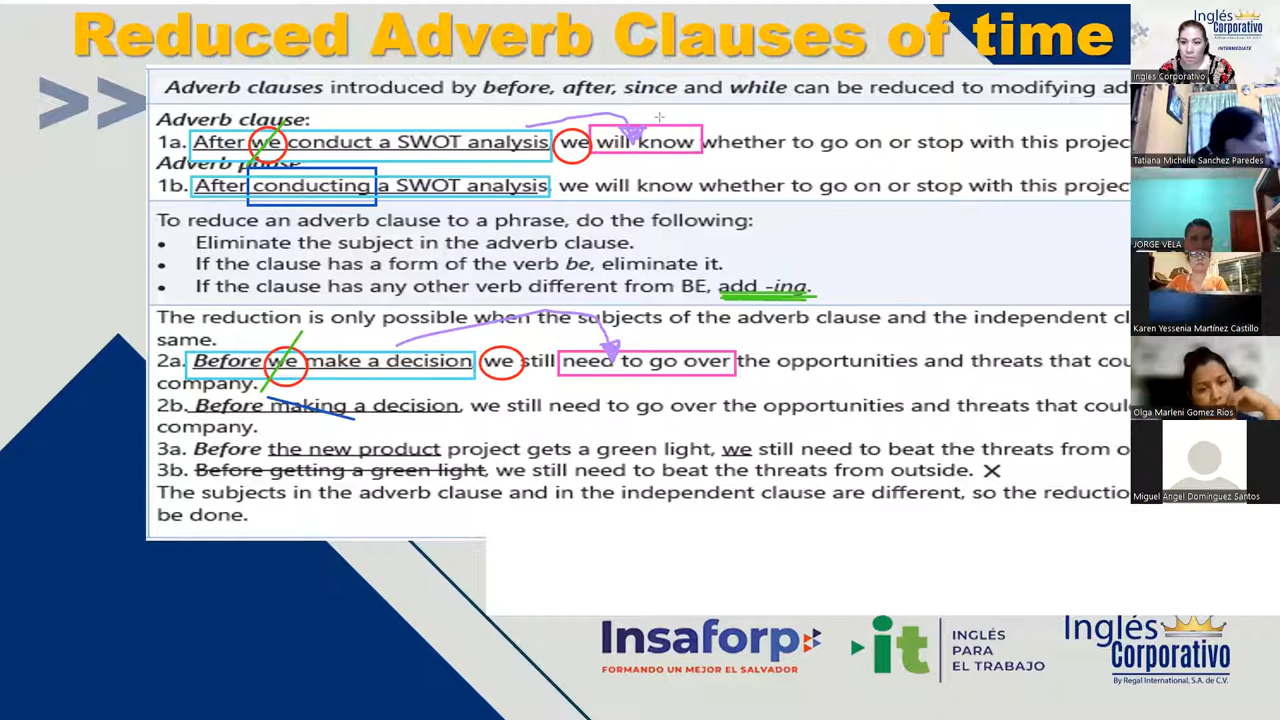 Reduced Adverb Clauses of time
Adverb clauses introduced by before, after, since and while can be reduced to modifying
Adverb clause:
1a. After we conduct a SWOT analysis, we will know whether to go on or stop with this
Adverb
1b. After conducting a SWOT analysis, we will know whether to go on or stop with this
To reduce an adverb clause to a phrase, do the following:
• Eliminate the subject in the adverb clause.
• If the clause has a form of the verb be, eliminate it.
• If the clause has any other verb different from BE, add -ing.
The reduction is only possible when the subjects of the adverb clause and the independent
same.
2a. Before we make a decision, we still need to go over the opportunities and threats that
company.
2b. Before making a decision, we still need to go over the opportunities and threats that
company.
3a. Before the new product project gets a green light, we still need to beat the threats from
3b. Before getting a green light, we still need to beat the threats from outside. X
The subjects in the adverb clause and in the independent clause are different, so the
be done.
Inglés
Corporativo
INTERMEDIATE
Ingles Corporativo
Tatiana Michelle Sanchez Paredes
JORGE VELA
Karen Yessenia Martínez Castillo
Olga Marleni Gomez Rios
Miguel Angel Domínguez Santos
Insaforp
FORMANDO UN MEJOR EL SALVADOR
it
INGLÉS
PARA
EL TRABAJO
Inglés
Corporativo
By Regal International, S.A. de C.V.